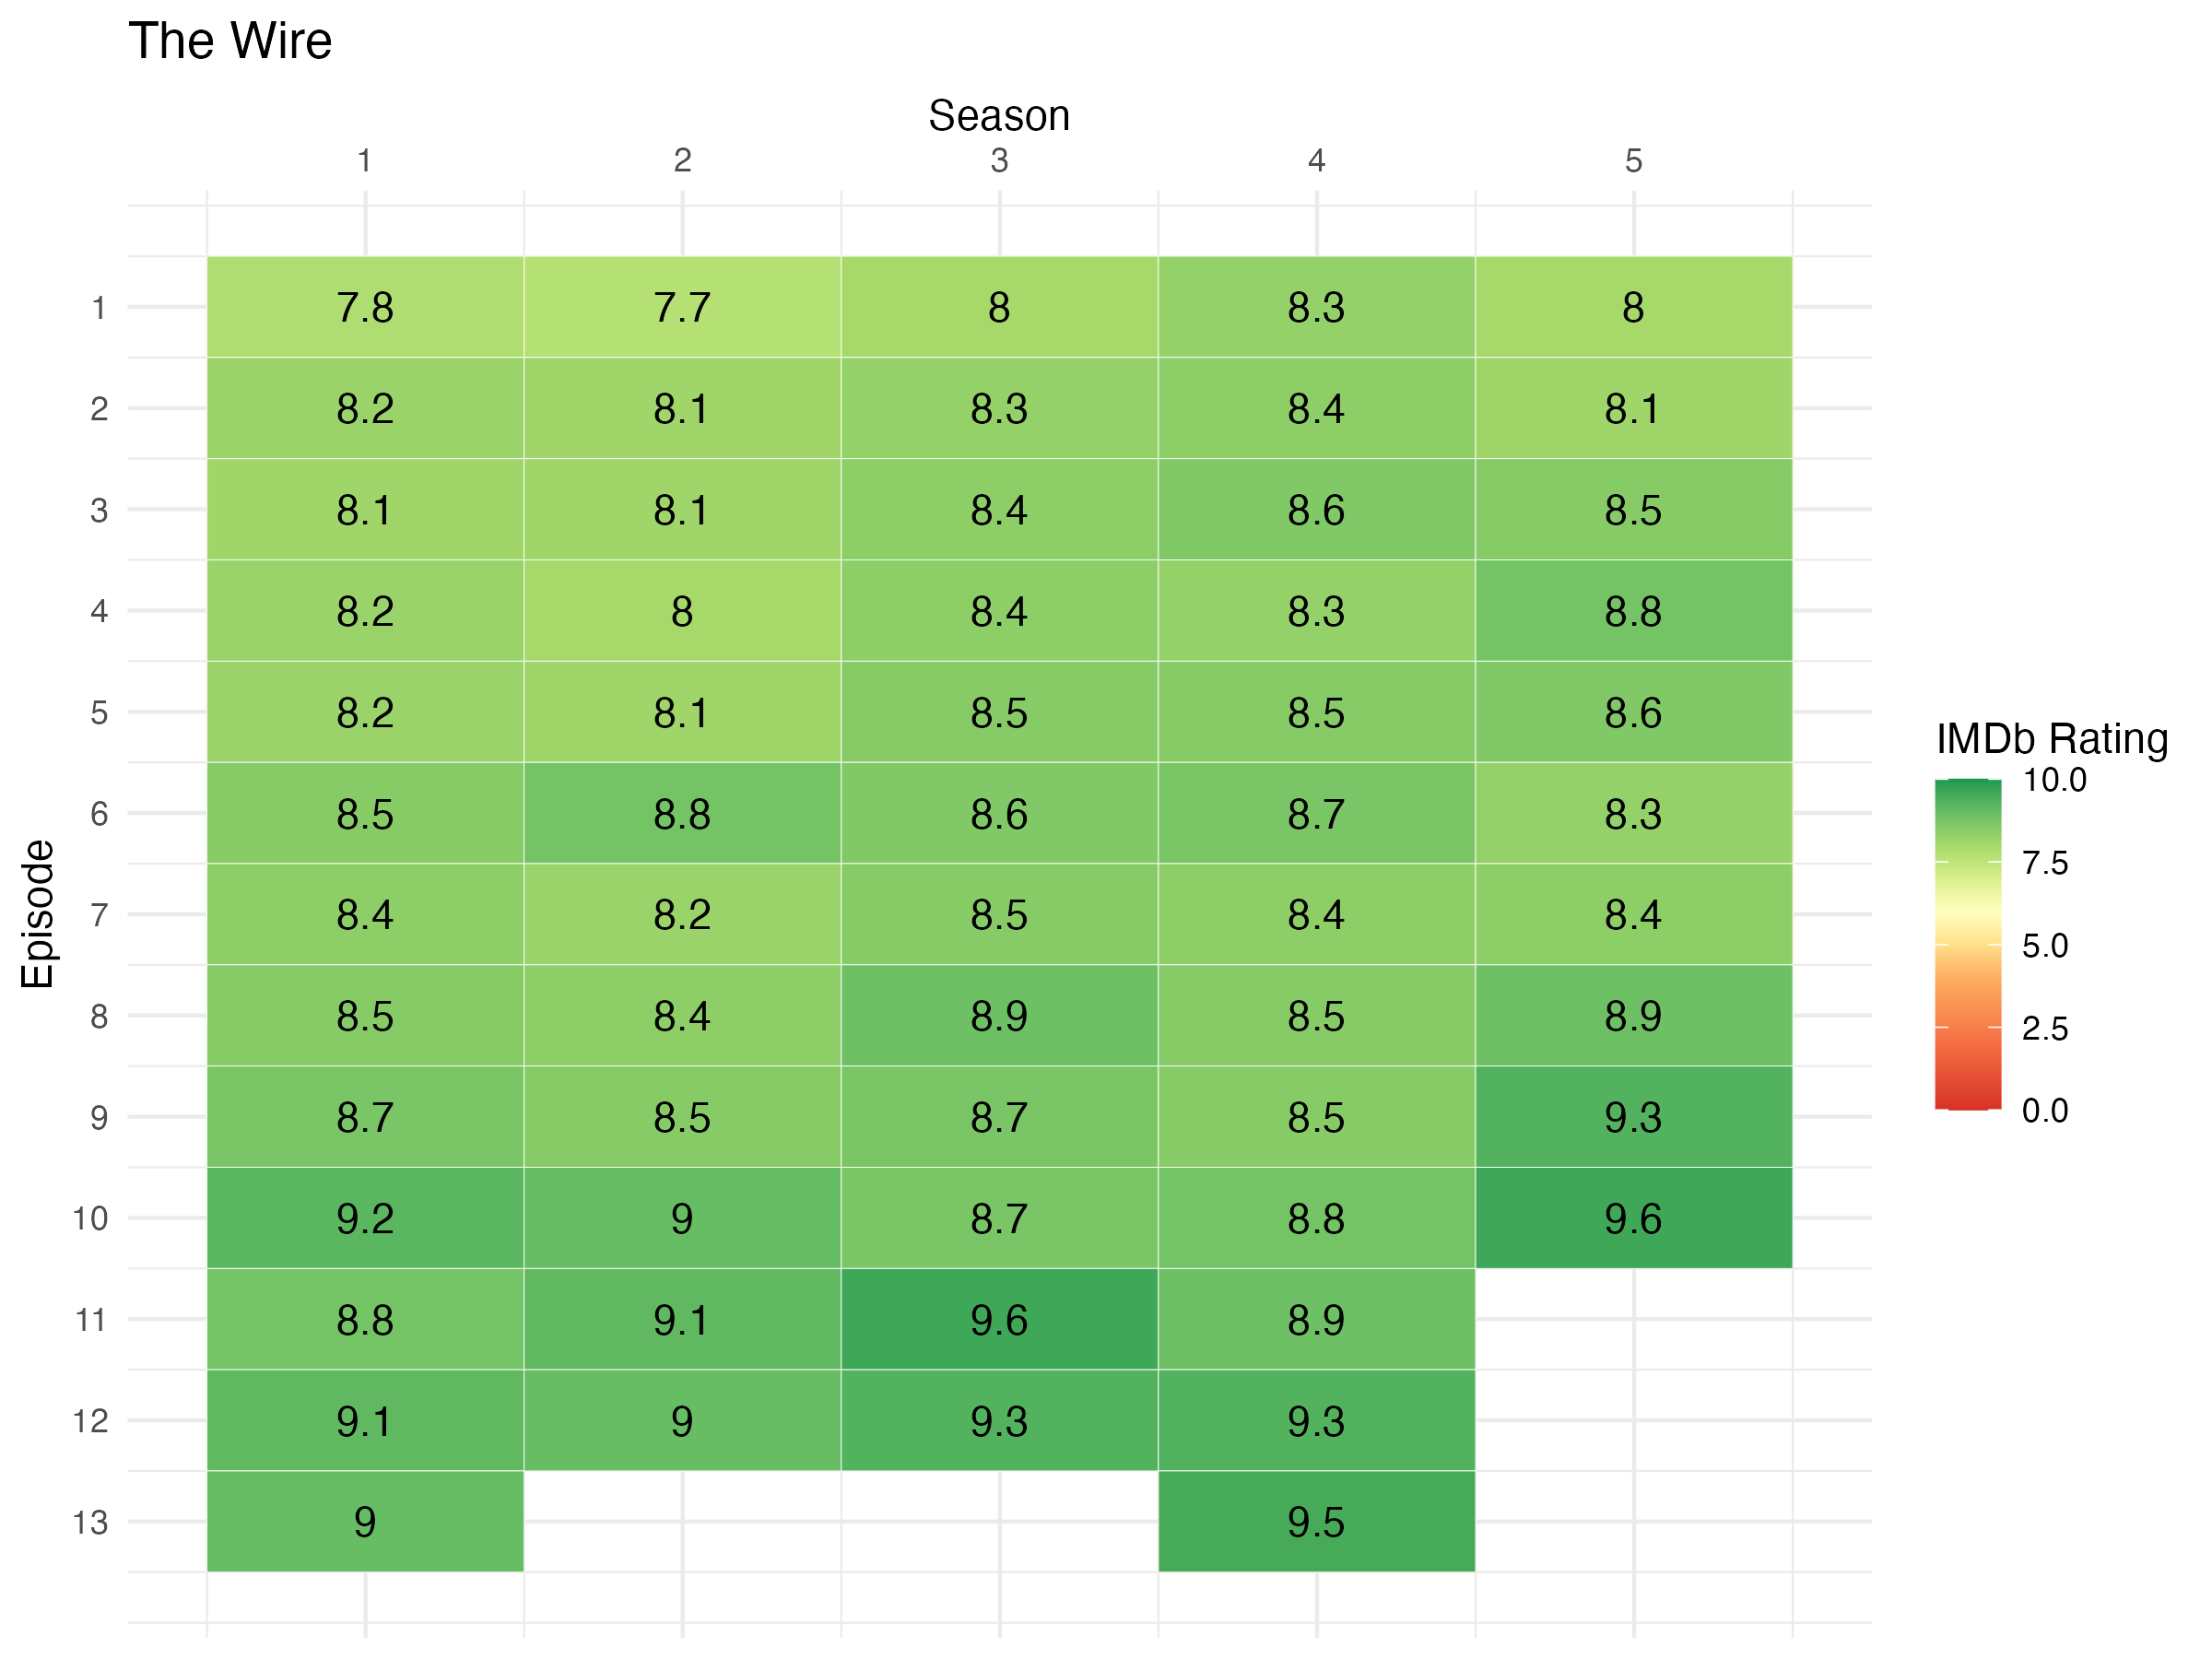 The Wire
Season
1 2 3 4 5
1 7.8 7.7 8 8.3 8
2 8.2 8.1 8.3 8.4 8.1
3 8.1 8.1 8.4 8.6 8.5
4 8.2 8 8.4 8.3 8.8
5 8.2 8.1 8.5 8.5 8.6
6 8.5 8.8 8.6 8.7 8.3
7 8.4 8.2 8.5 8.4 8.4
8 8.5 8.4 8.9 8.5 8.9
9 8.7 8.5 8.7 8.5 9.3
10 9.2 9 8.7 8.8 9.6
11 8.8 9.1 9.6 8.9
12 9.1 9 9.3 9.3
13 9 9.5
Episode
IMDb Rating
10.0
7.5
5.0
2.5
0.0